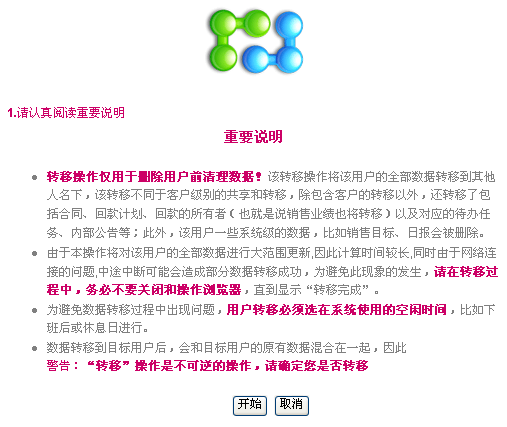 1.请认真阅读重要说明
重要说明
转移操作仅用于删除用户前清理数据！该转移操作将该用户的全部数据转移到其他
人名下，该转移不同于客户级别的共享和转移，除包含客户的转移以外，还转移了包
括合同、回款计划、回款的所有者（也就是说销售业绩也将转移）以及对应的待办任
务、内部公告等；此外，该用户一些系统级的数据，比如销售目标、日报会被删除。
由于本操作将对该用户的全部数据进行大范围更新,因此计算时间较长,同时由于网络连
接的问题,中途中断可能会造成部分数据转移成功，为避免此现象的发生，请在转移过
程中，务必不要关闭和操作浏览器，直到显示“转移完成”。
为避免数据转移过程中出现问题，用户转移必须选在系统使用的空闲时间，比如下
班后或休息日进行。
数据转移到目标用户后，会和目标用户的原有数据混合在一起，因此
警告：“转移”操作是不可逆的操作，请确定您是否转移
开始 取消